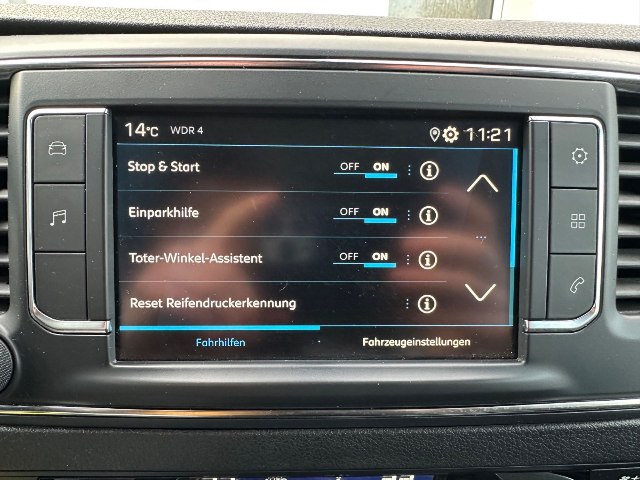 14°C WDR 4 11:21
Stop & Start OFF ON
Einparkhilfe OFF ON
Toter-Winkel-Assistent OFF ON
Reset Reifendruckerkennung
Fahrhilfen Fahrzeugeinstellungen